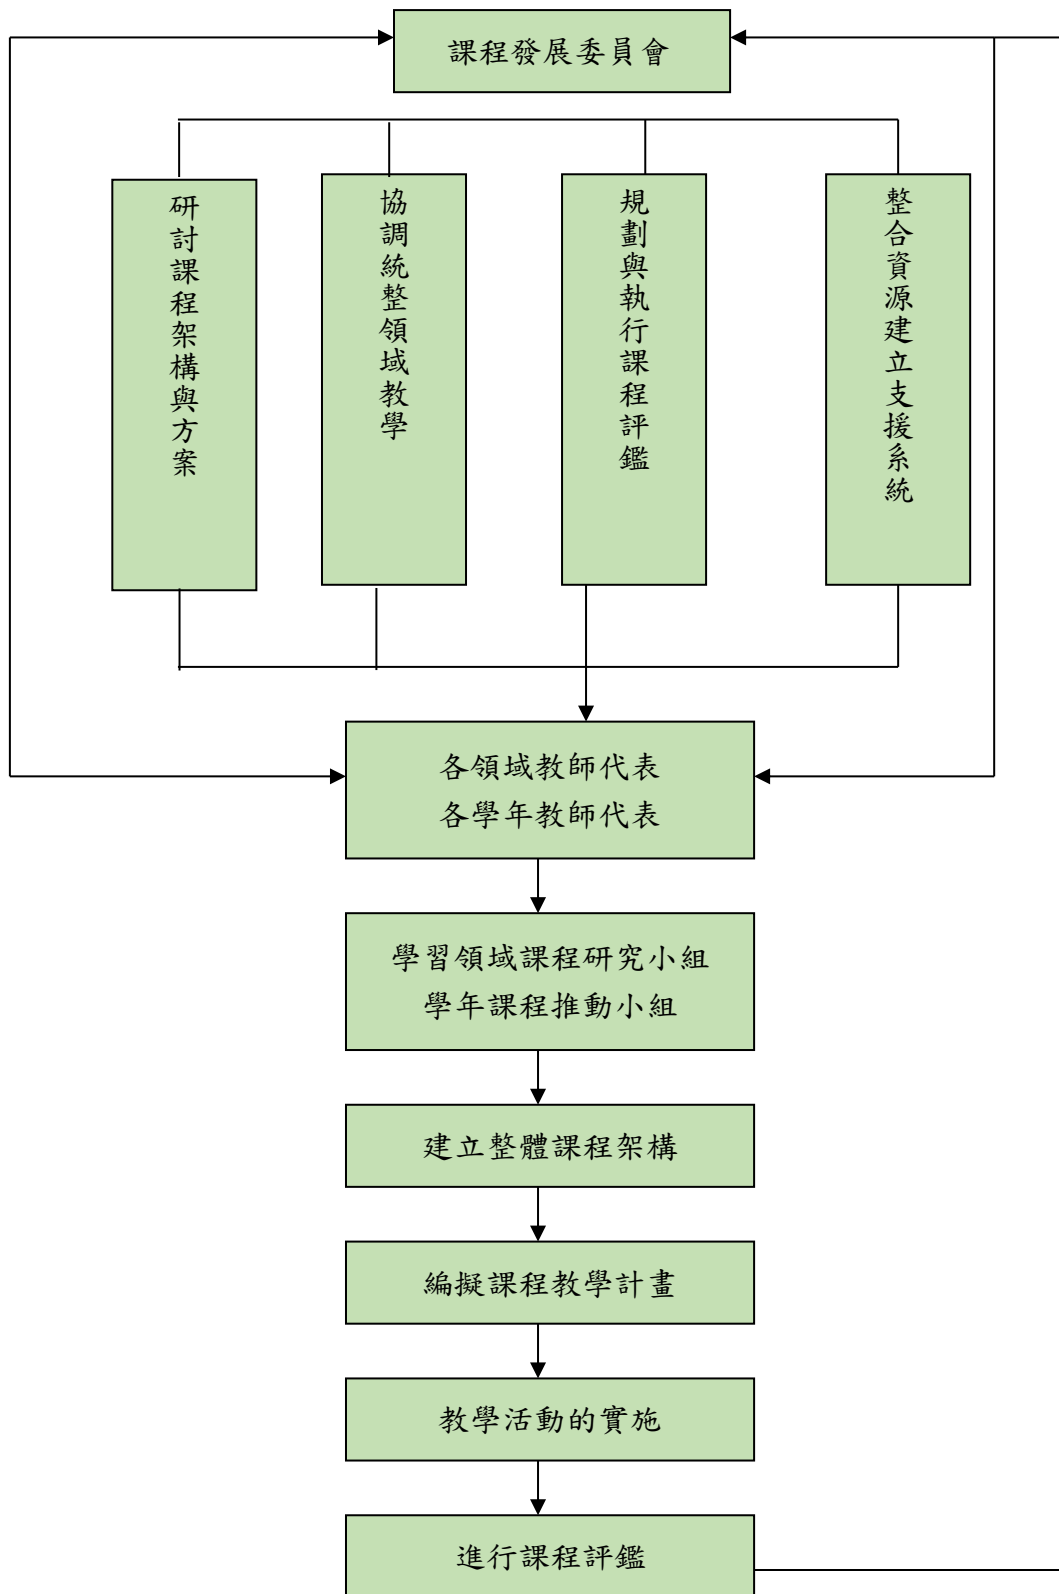 課程發展委員會
研討課程架構與方案
協調統整領域教學
規劃與執行課程評鑑
整合資源建立支援系統
各領域教師代表
各學年教師代表
學習領域課程研究小組
學年課程推動小組
建立整體課程架構
編擬課程教學計畫
教學活動的實施
進行課程評鑑